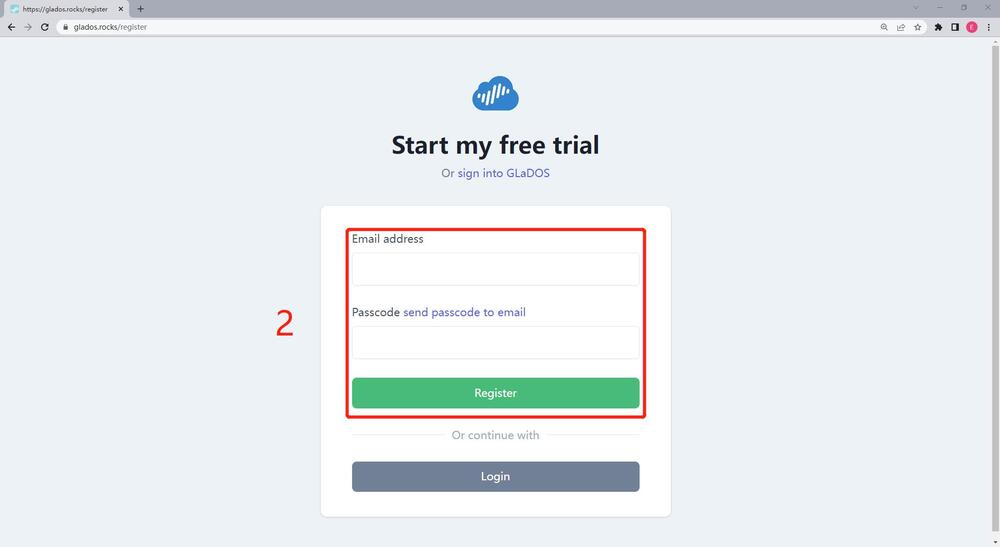 https://glados.rocks/register
glados.rocks/register
E
Start my free trial
Or sign into GLaDOS
Email address
Passcode send passcode to email
2
Register
Or continue with
Login